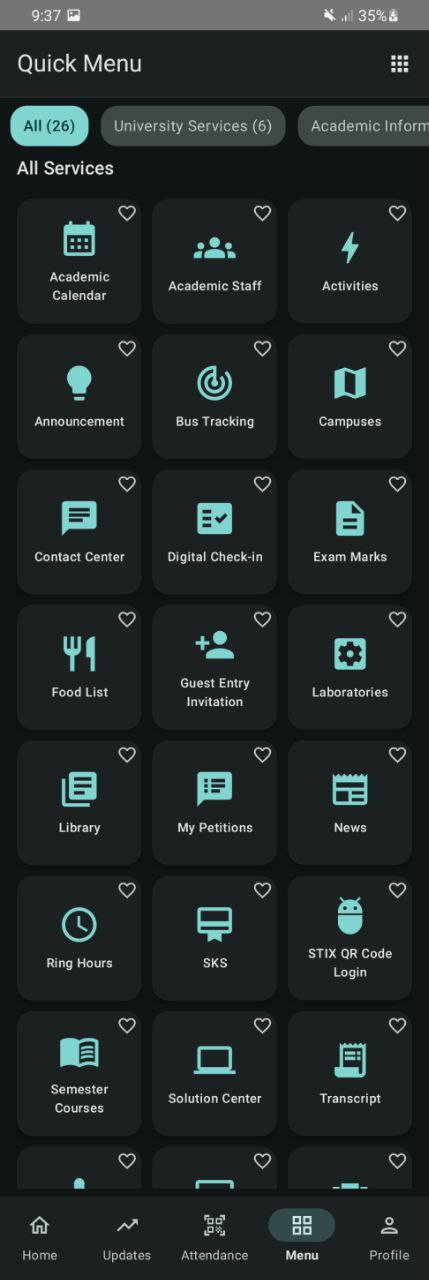 9:37
35%
Quick Menu
All (26)
University Services (6)
Academic Inform
All Services
Academic
Calendar
Academic Staff
Activities
Announcement
Bus Tracking
Campuses
Contact Center
Digital Check-in
Exam Marks
Food List
Guest Entry
Invitation
Laboratories
Library
My Petitions
News
Ring Hours
SKS
STIX QR Code
Login
Semester
Courses
Solution Center
Transcript
Home
Updates
Attendance
Menu
Profile